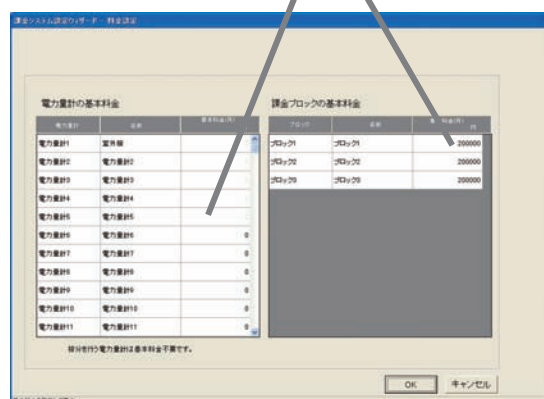 課金システム設定ウィザード - 料金設定
電力量計の基本料金
課金ブロックの基本料金
電力量計 名称 基本料金(月)
ブロック 名称 料金(月) 円
電力量計1 室外機
電力量計2 電力量計2
電力量計3 電力量計3
電力量計4 電力量計4
電力量計5 電力量計5
電力量計6 電力量計6 0
電力量計7 電力量計7 0
電力量計8 電力量計8 0
電力量計9 電力量計9 0
電力量計10 電力量計10 0
電力量計11 電力量計11 0
ブロック1 ブロック1 200000
ブロック2 ブロック2 200000
ブロック3 ブロック3 200000
按分を行う電力量計は基本料金不要です。
OK キャンセル